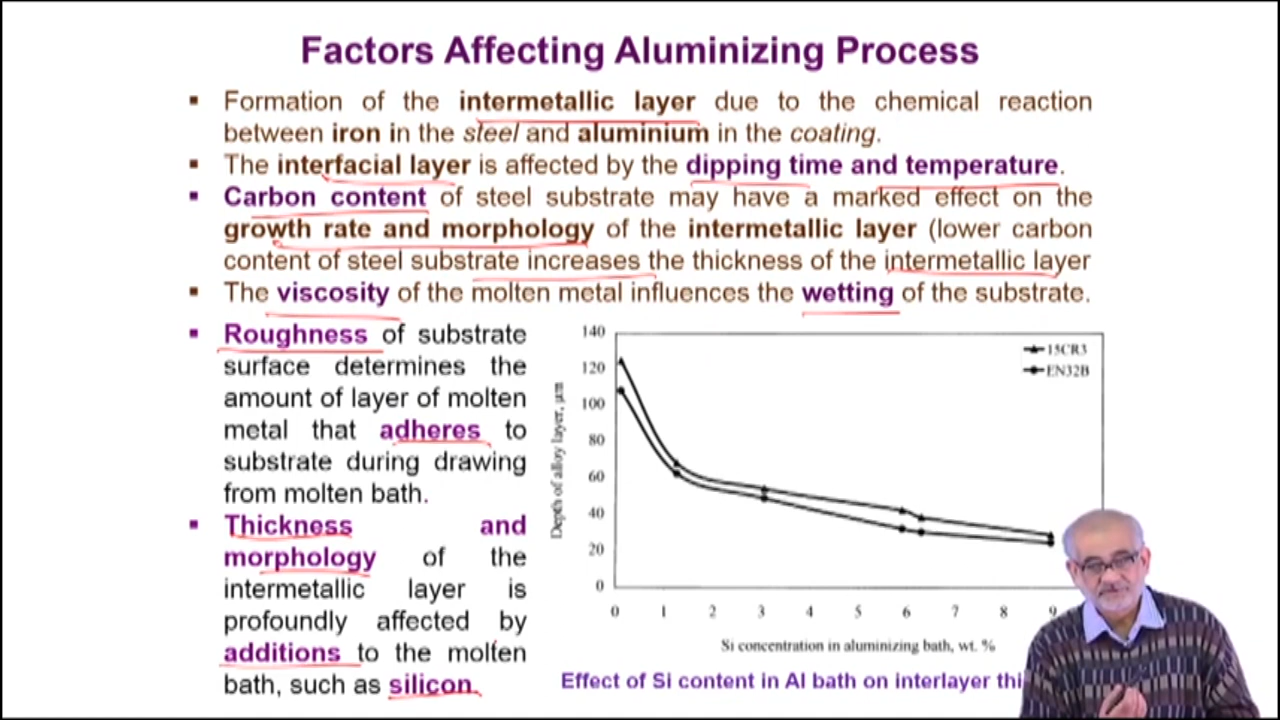 Factors Affecting Aluminizing Process
▪ Formation of the intermetallic layer due to the chemical reaction
between iron in the steel and aluminium in the coating.
▪ The interfacial layer is affected by the dipping time and temperature.
▪ Carbon content of steel substrate may have a marked effect on the
growth rate and morphology of the intermetallic layer (lower carbon
content of steel substrate increases the thickness of the intermetallic layer
▪ The viscosity of the molten metal influences the wetting of the substrate.
▪ Roughness of substrate
surface determines the
amount of layer of molten
metal that adheres to
substrate during drawing
from molten bath.
▪ Thickness and
morphology of the
intermetallic layer is
profoundly affected by
additions to the molten
bath, such as silicon.
140
120
100
80
60
40
20
0
Depth of alloy layer, μm
15CR3
EN32B
0 1 2 3 4 5 6 7 8 9
Si concentration in aluminizing bath, wt. %
Effect of Si content in Al bath on interlayer